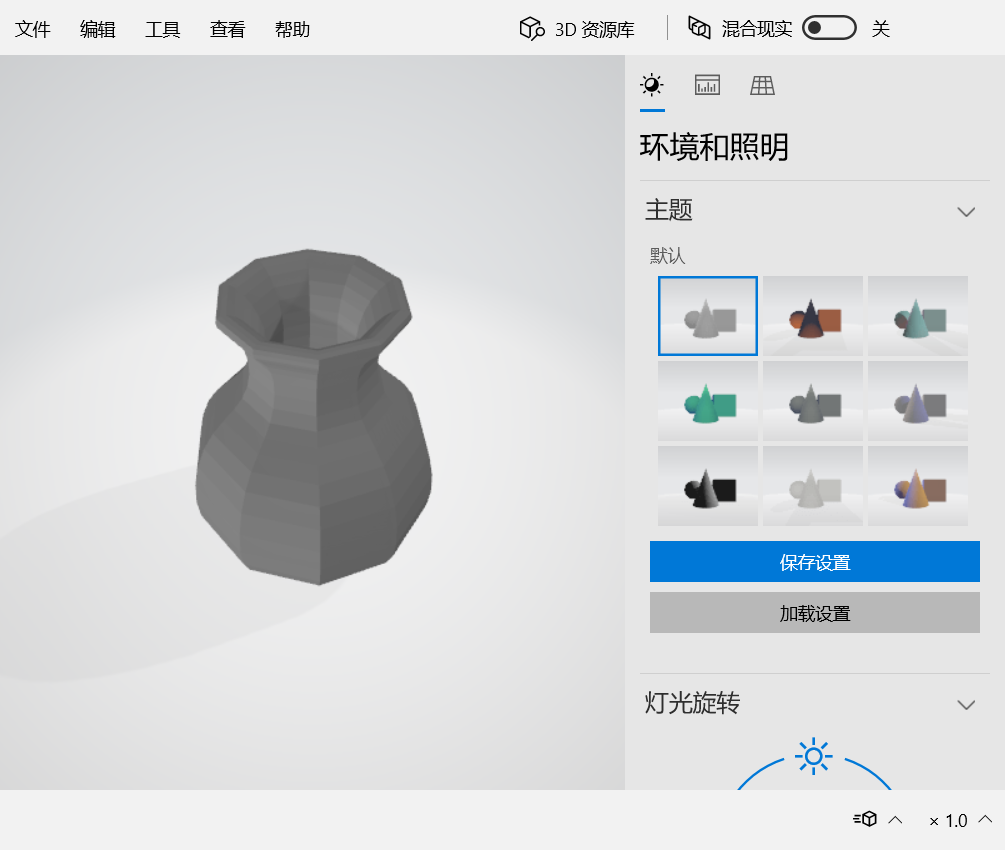 文件 编辑 工具 查看 帮助 3D 资源库 混合现实 关
环境和照明
主题
默认
保存设置
加载设置
灯光旋转
× 1.0